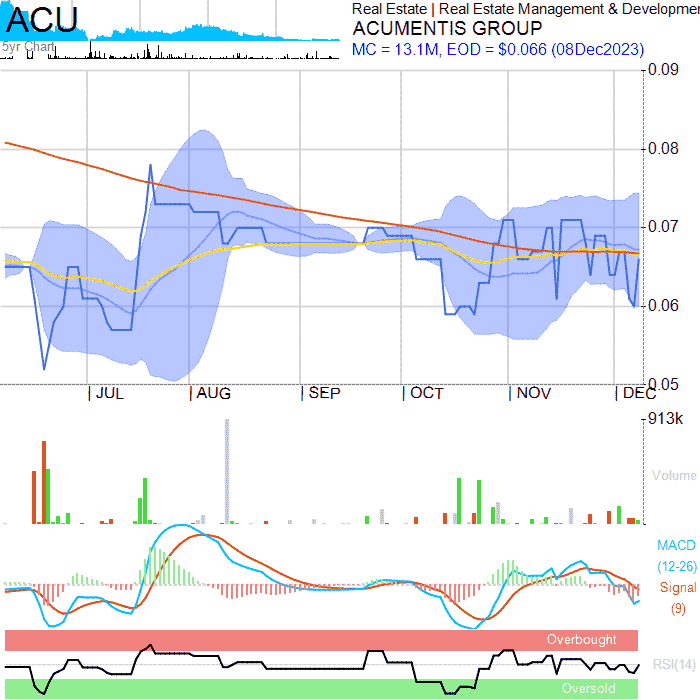 ACU
5yr Chart
Real Estate | Real Estate Management & Developmen
ACUMENTIS GROUP
MC = 13.1M, EOD = $0.066 (08Dec2023)
0.09
0.08
0.07
0.06
0.05
JUL
AUG
SEP
OCT
NOV
DEC
913k
Volume
MACD
(12-26)
Signal
(9)
Overbought
RSI(14)
Oversold